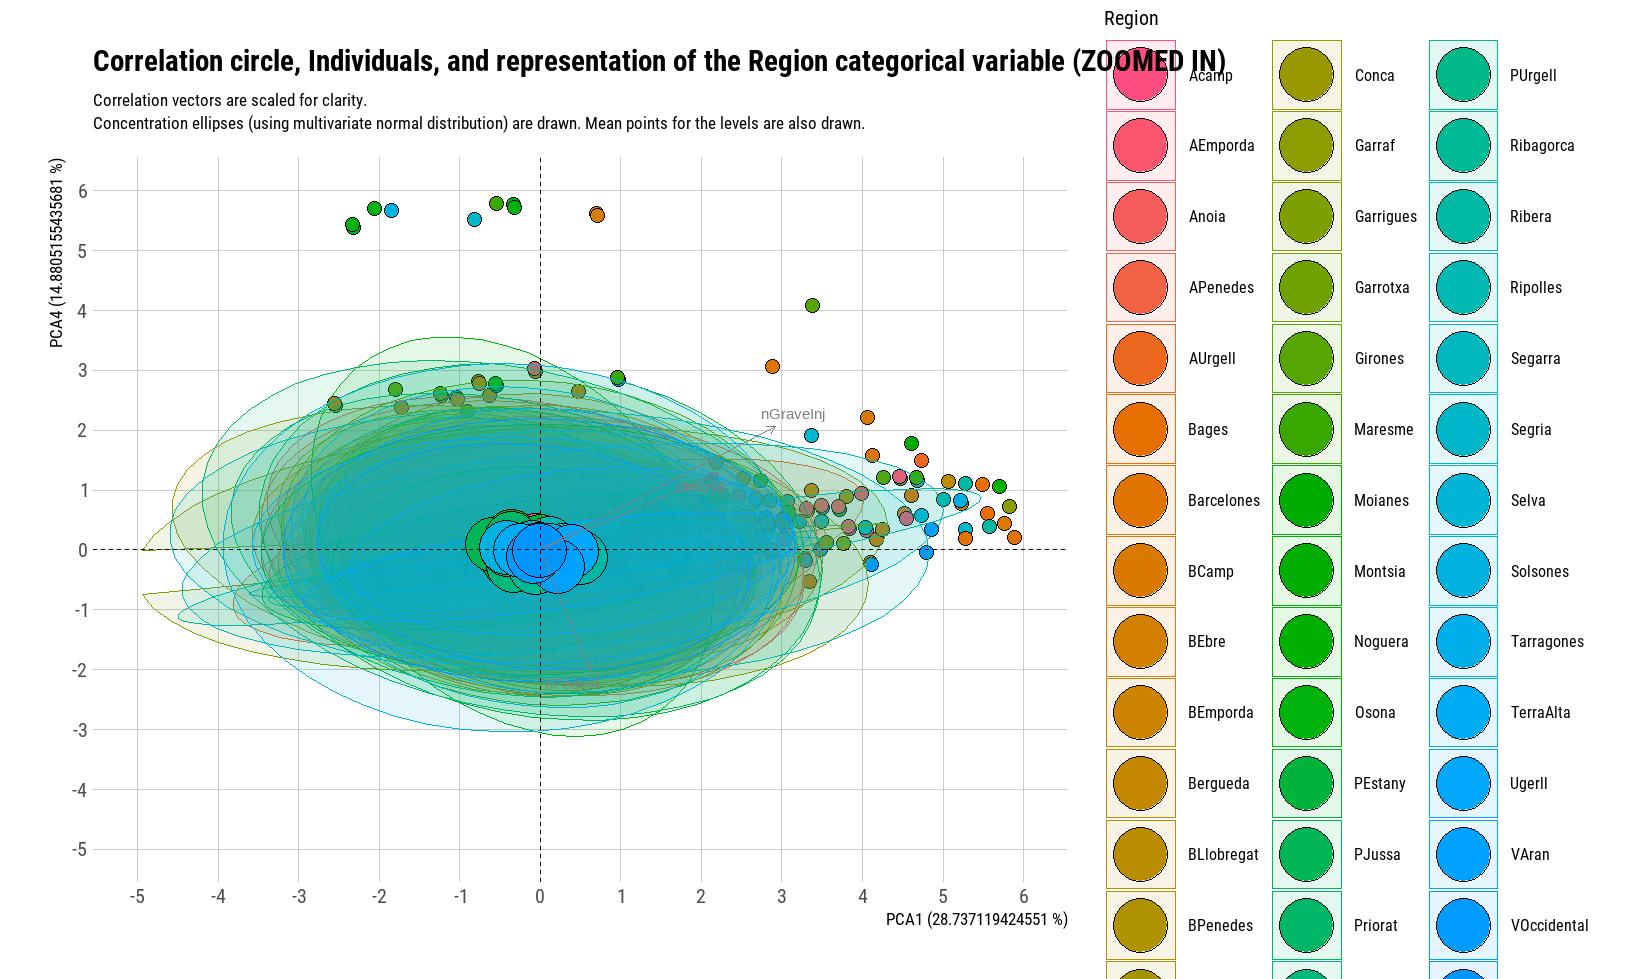 Region
Correlation circle, Individuals, and representation of the Region categorical variable (ZOOMED IN)
Correlation vectors are scaled for clarity.
Concentration ellipses (using multivariate normal distribution) are drawn. Mean points for the levels are also drawn.
PCA4 (14.8805155435681 %)
6
5
4
3
2
1
0
-1
-2
-3
-4
-5
nGraveInj
-5
-4
-3
-2
-1
0
1
2
3
4
5
6
PCA1 (28.737119424551 %)
Acamp
AEmporda
Anoia
APenedes
AUrgell
Bages
Barcelones
BCamp
BEbre
BEmporda
Bergueda
BLlobregat
BPenedes
Conca
Garraf
Garrigues
Garrotxa
Girones
Maresme
Moianes
Montsia
Noguera
Osona
PEstany
PJussa
Priorat
PUrgell
Ribagorca
Ribera
Ripolles
Segarra
Segria
Selva
Solsones
Tarragones
TerraAlta
Ugerll
VAran
VOccidental